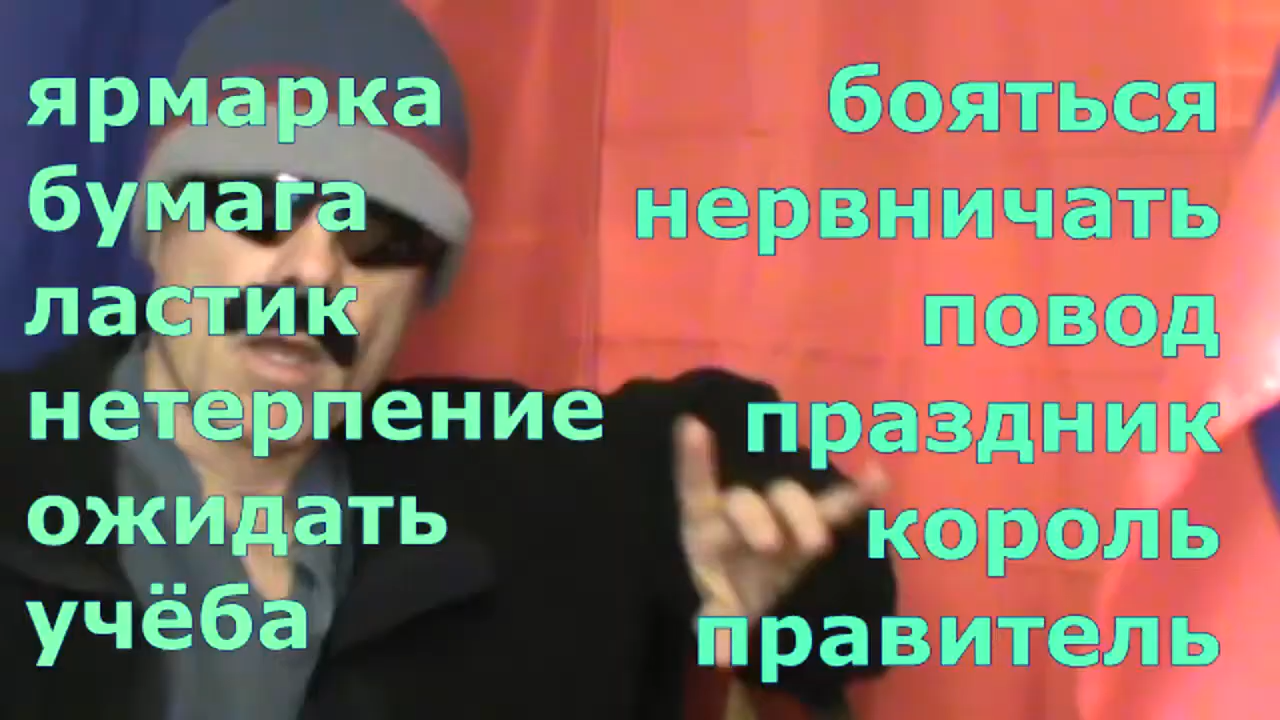 ярмарка
бумага
ластик
нетерпение
ожидать
учёба
бояться
нервничать
повод
праздник
король
правитель